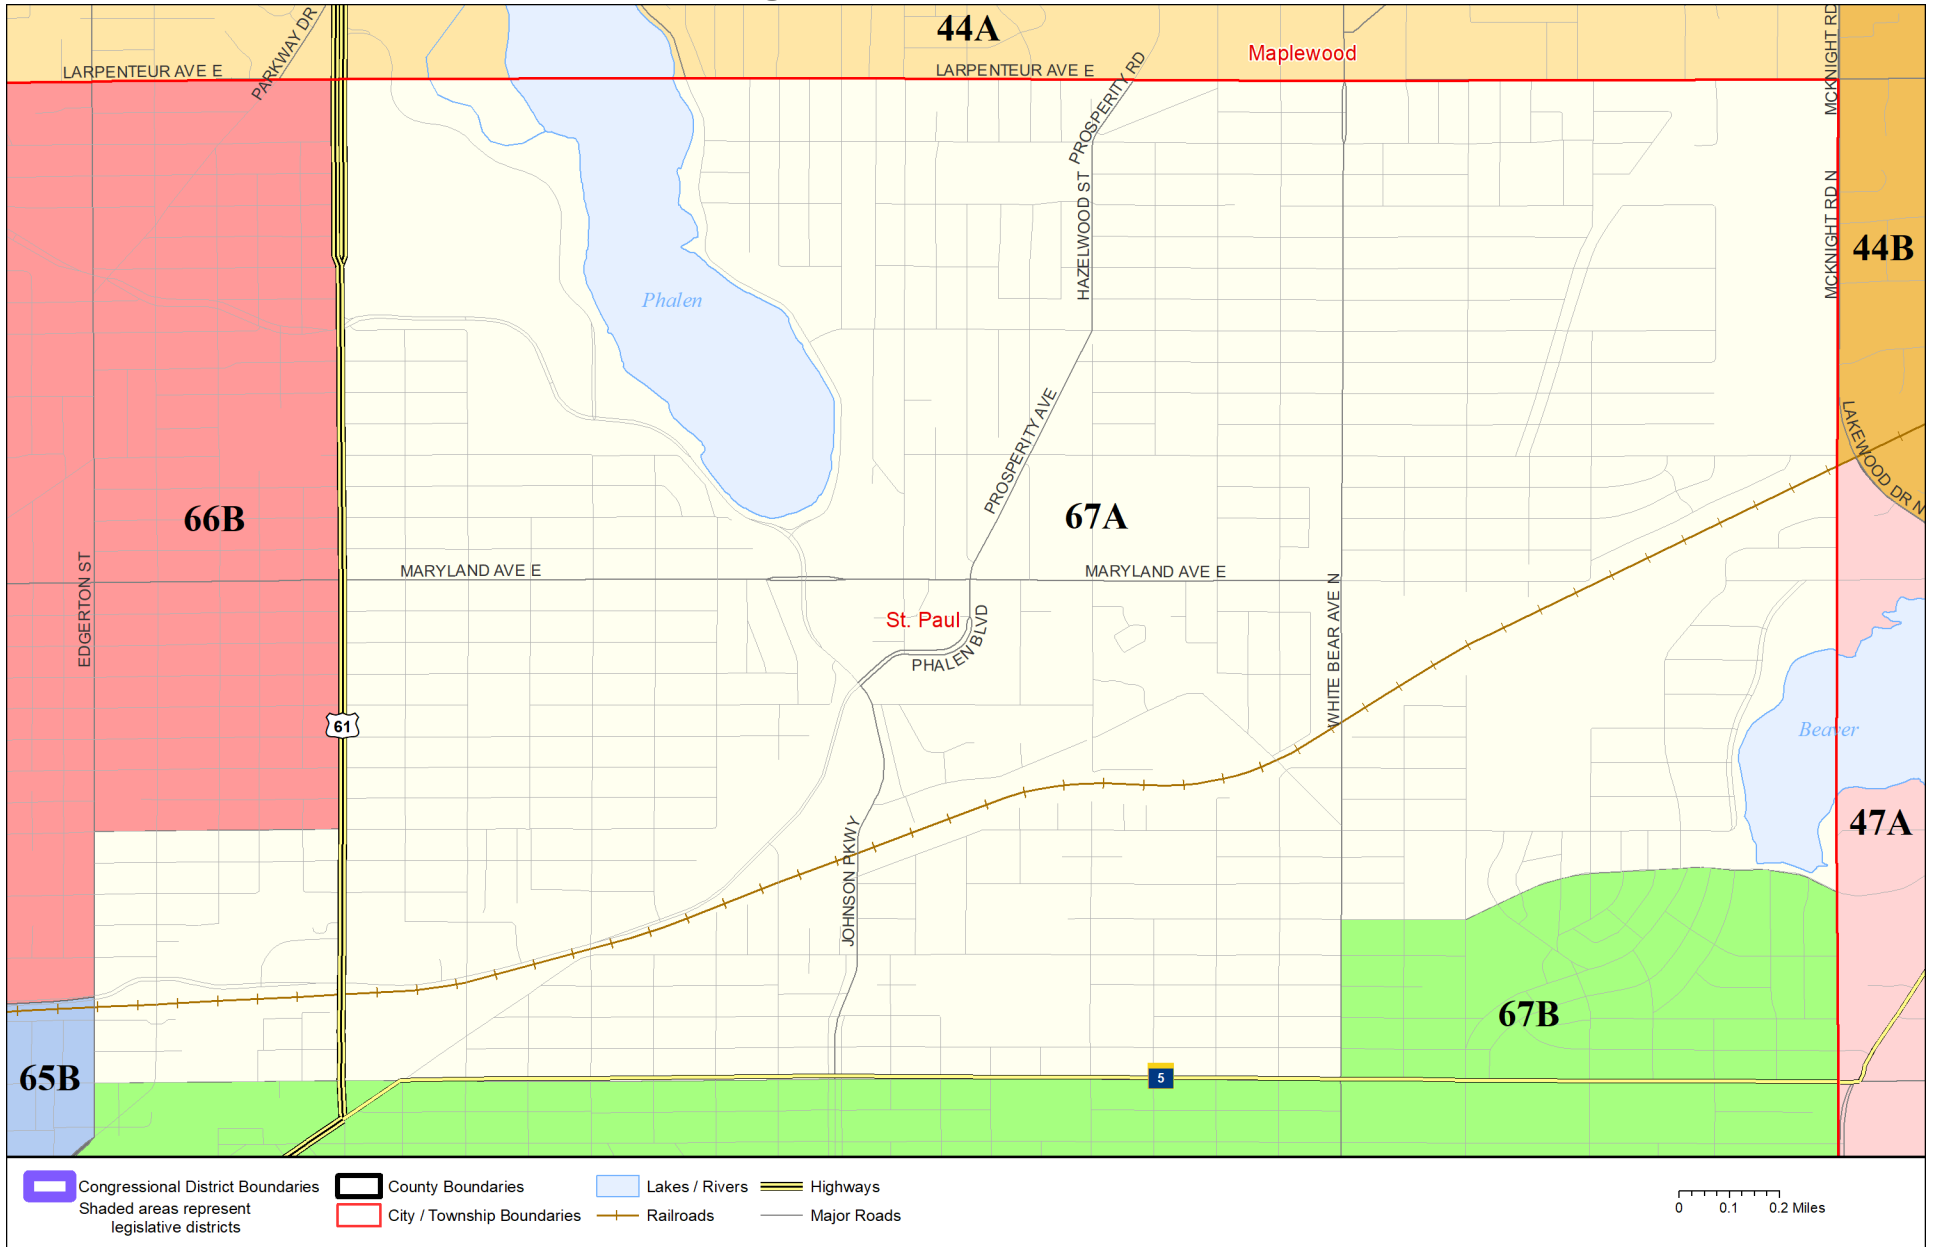 44A
Maplewood
MCKNIGHT RD
PARKWAY DR
LARPENTEUR AVE E
LARPENTEUR AVE E
PROSPERITY RD
HAZELWOOD ST
MCKNIGHT RD N
44B
Phalen
PROSPERITY AVE
LAKEWOOD DR N
66B
67A
EDGERTON ST
MARYLAND AVE E
MARYLAND AVE E
St. Paul
PHALEN BLVD
WHITE BEAR AVE N
61
Beaver
47A
JOHNSON PKWY
67B
65B
5
Congressional District Boundaries
Shaded areas represent
legislative districts
County Boundaries
City / Township Boundaries
Lakes / Rivers
Railroads
Highways
Major Roads
0 0.1 0.2 Miles